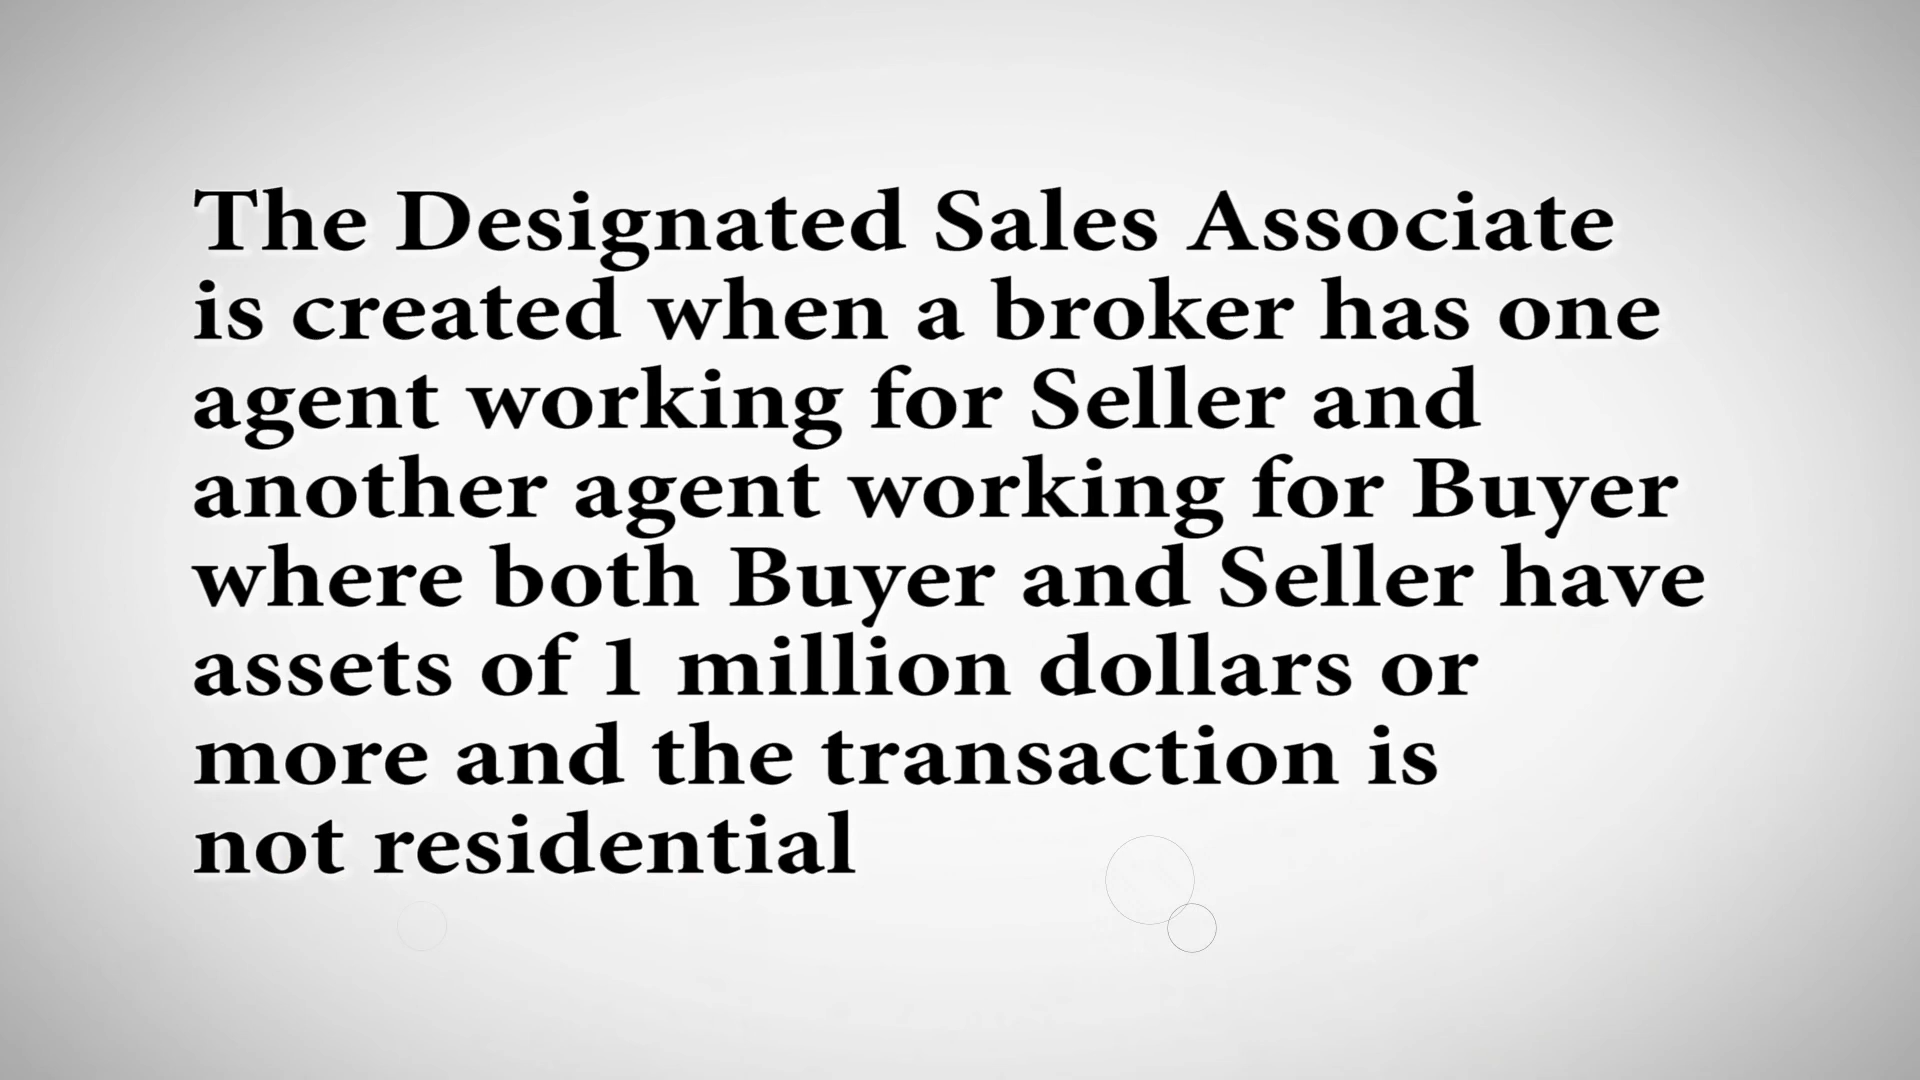 The Designated Sales Associate
is created when a broker has one
agent working for Seller and
another agent working for Buyer
where both Buyer and Seller have
assets of 1 million dollars or
more and the transaction is
not residential